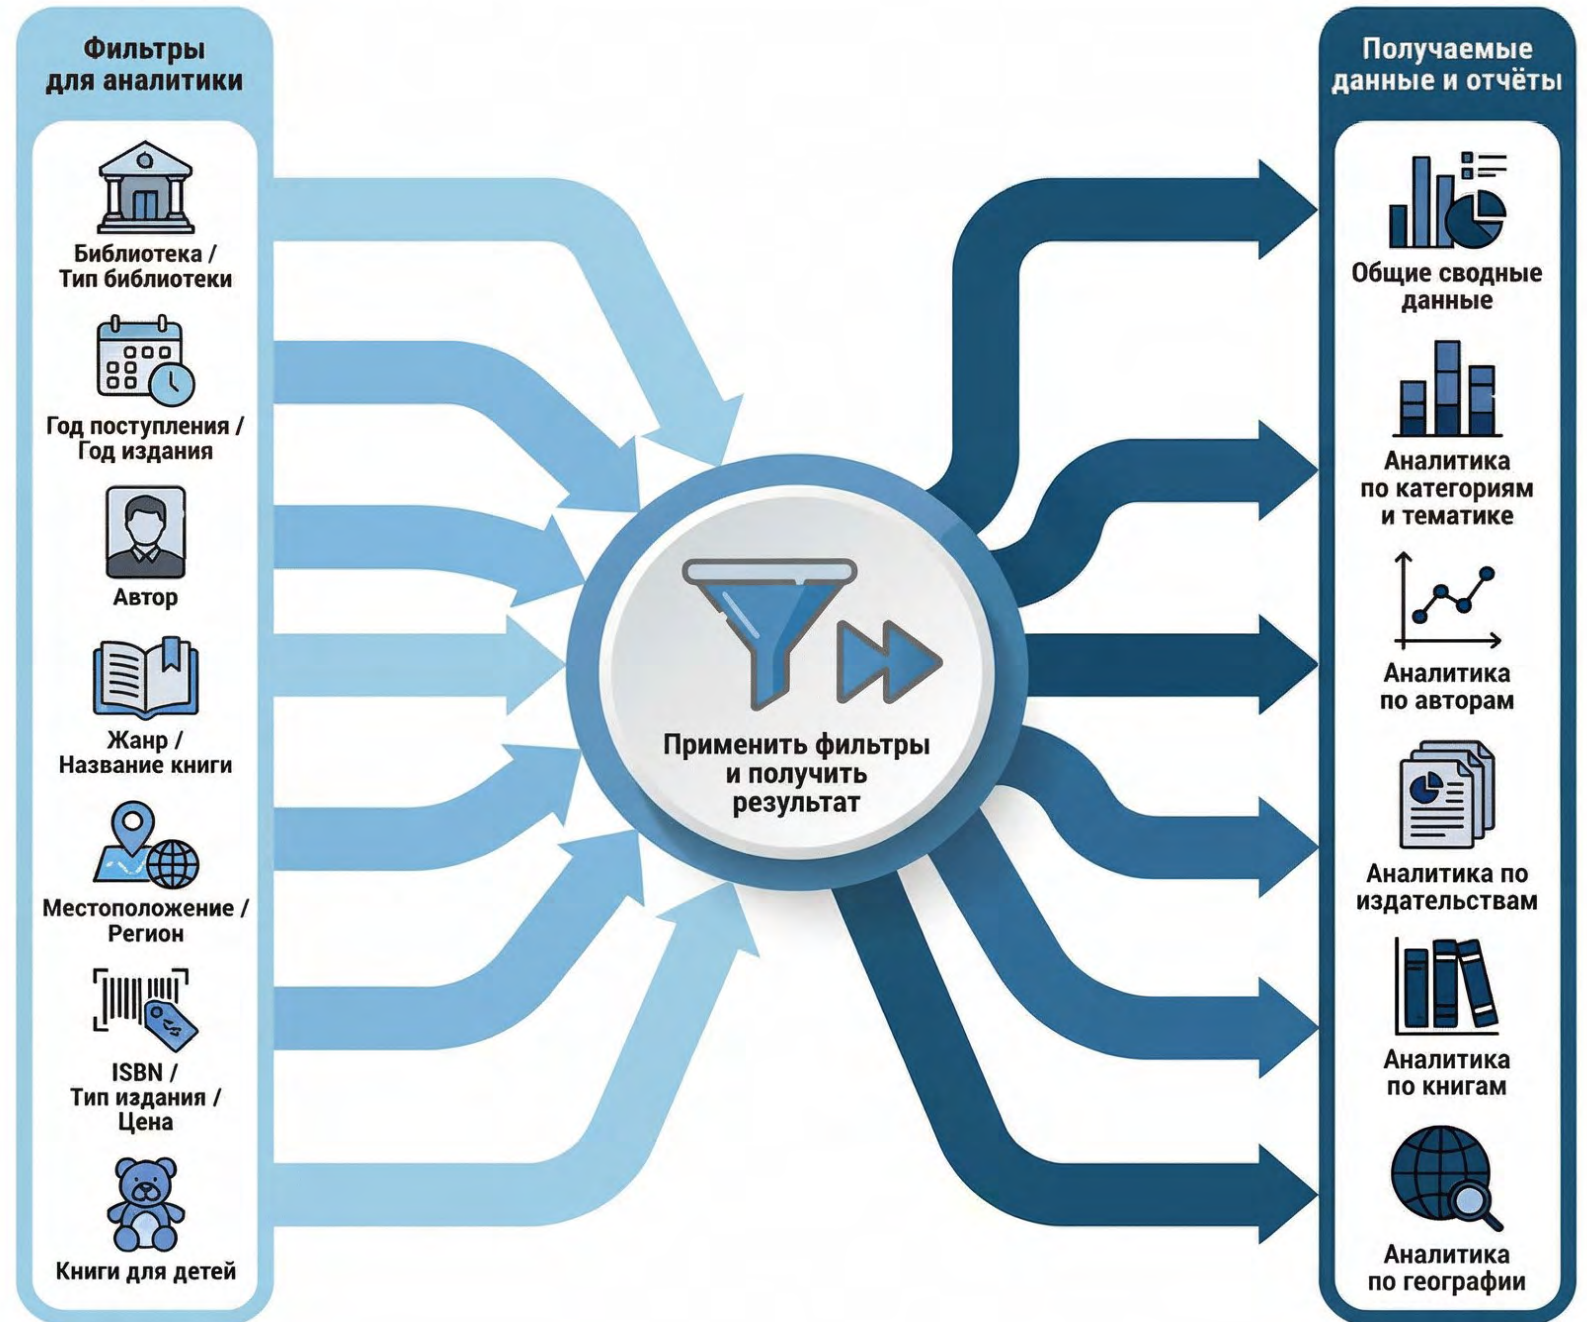 Фильтры
для аналитики
Библиотека /
Тип библиотеки
Год поступления /
Год издания
Автор
Жанр /
Название книги
Местоположение /
Регион
ISBN /
Тип издания /
Цена
Книги для детей
Применить фильтры
и получить
результат
Получаемые
данные и отчёты
Общие сводные
данные
Аналитика
по категориям
и тематике
Аналитика
по авторам
Аналитика по
издательствам
Аналитика
по книгам
Аналитика
по географии